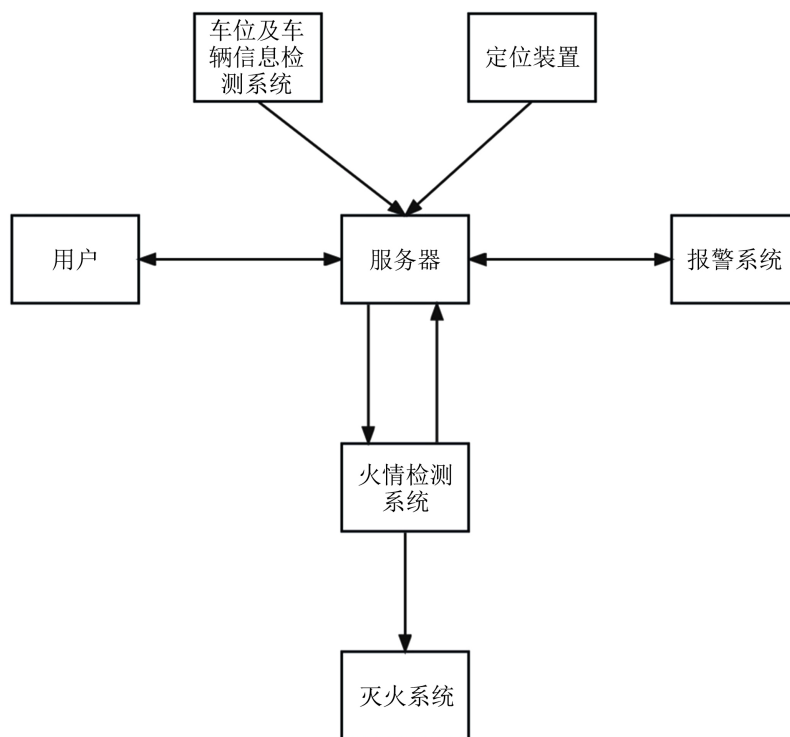 车位及车
辆信息检
测系统
定位装置
用户
服务器
报警系统
火情检测
系统
灭火系统